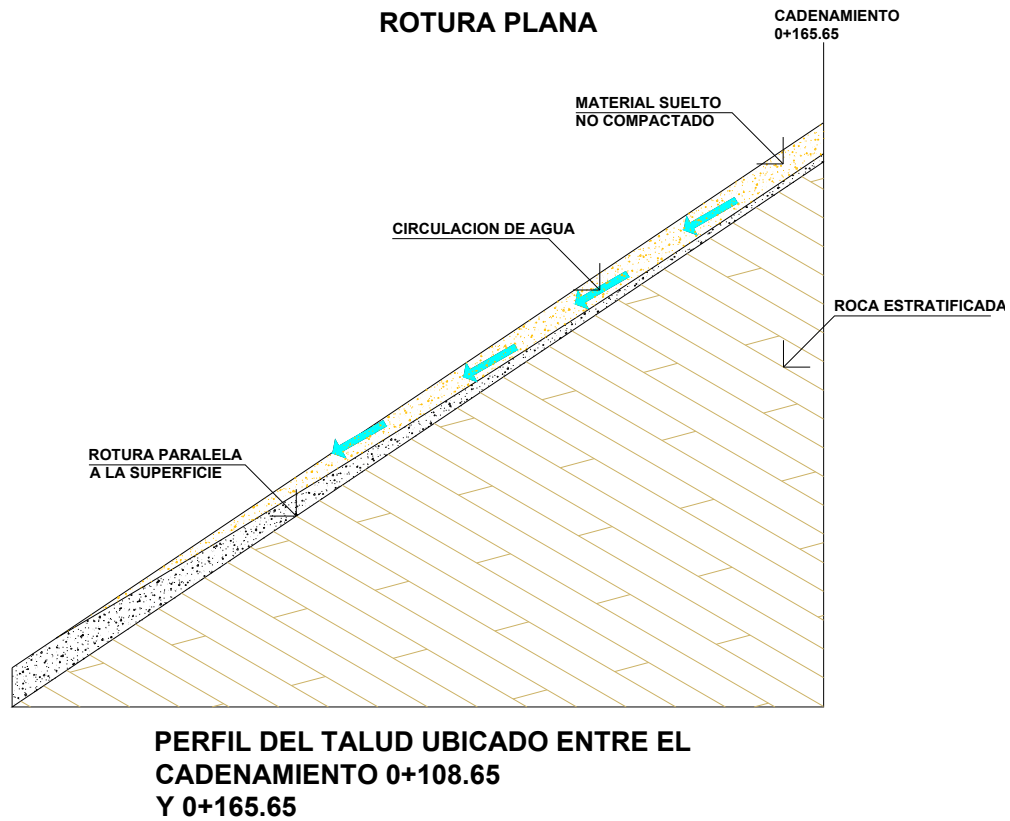 ROTURA PLANA
CADENAMIENTO
0+165.65
MATERIAL SUELTO
NO COMPACTADO
CIRCULACION DE AGUA
ROCA ESTRATIFICADA
ROTURA PARALELA
A LA SUPERFICIE
PERFIL DEL TALUD UBICADO ENTRE EL
CADENAMIENTO 0+108.65
Y 0+165.65